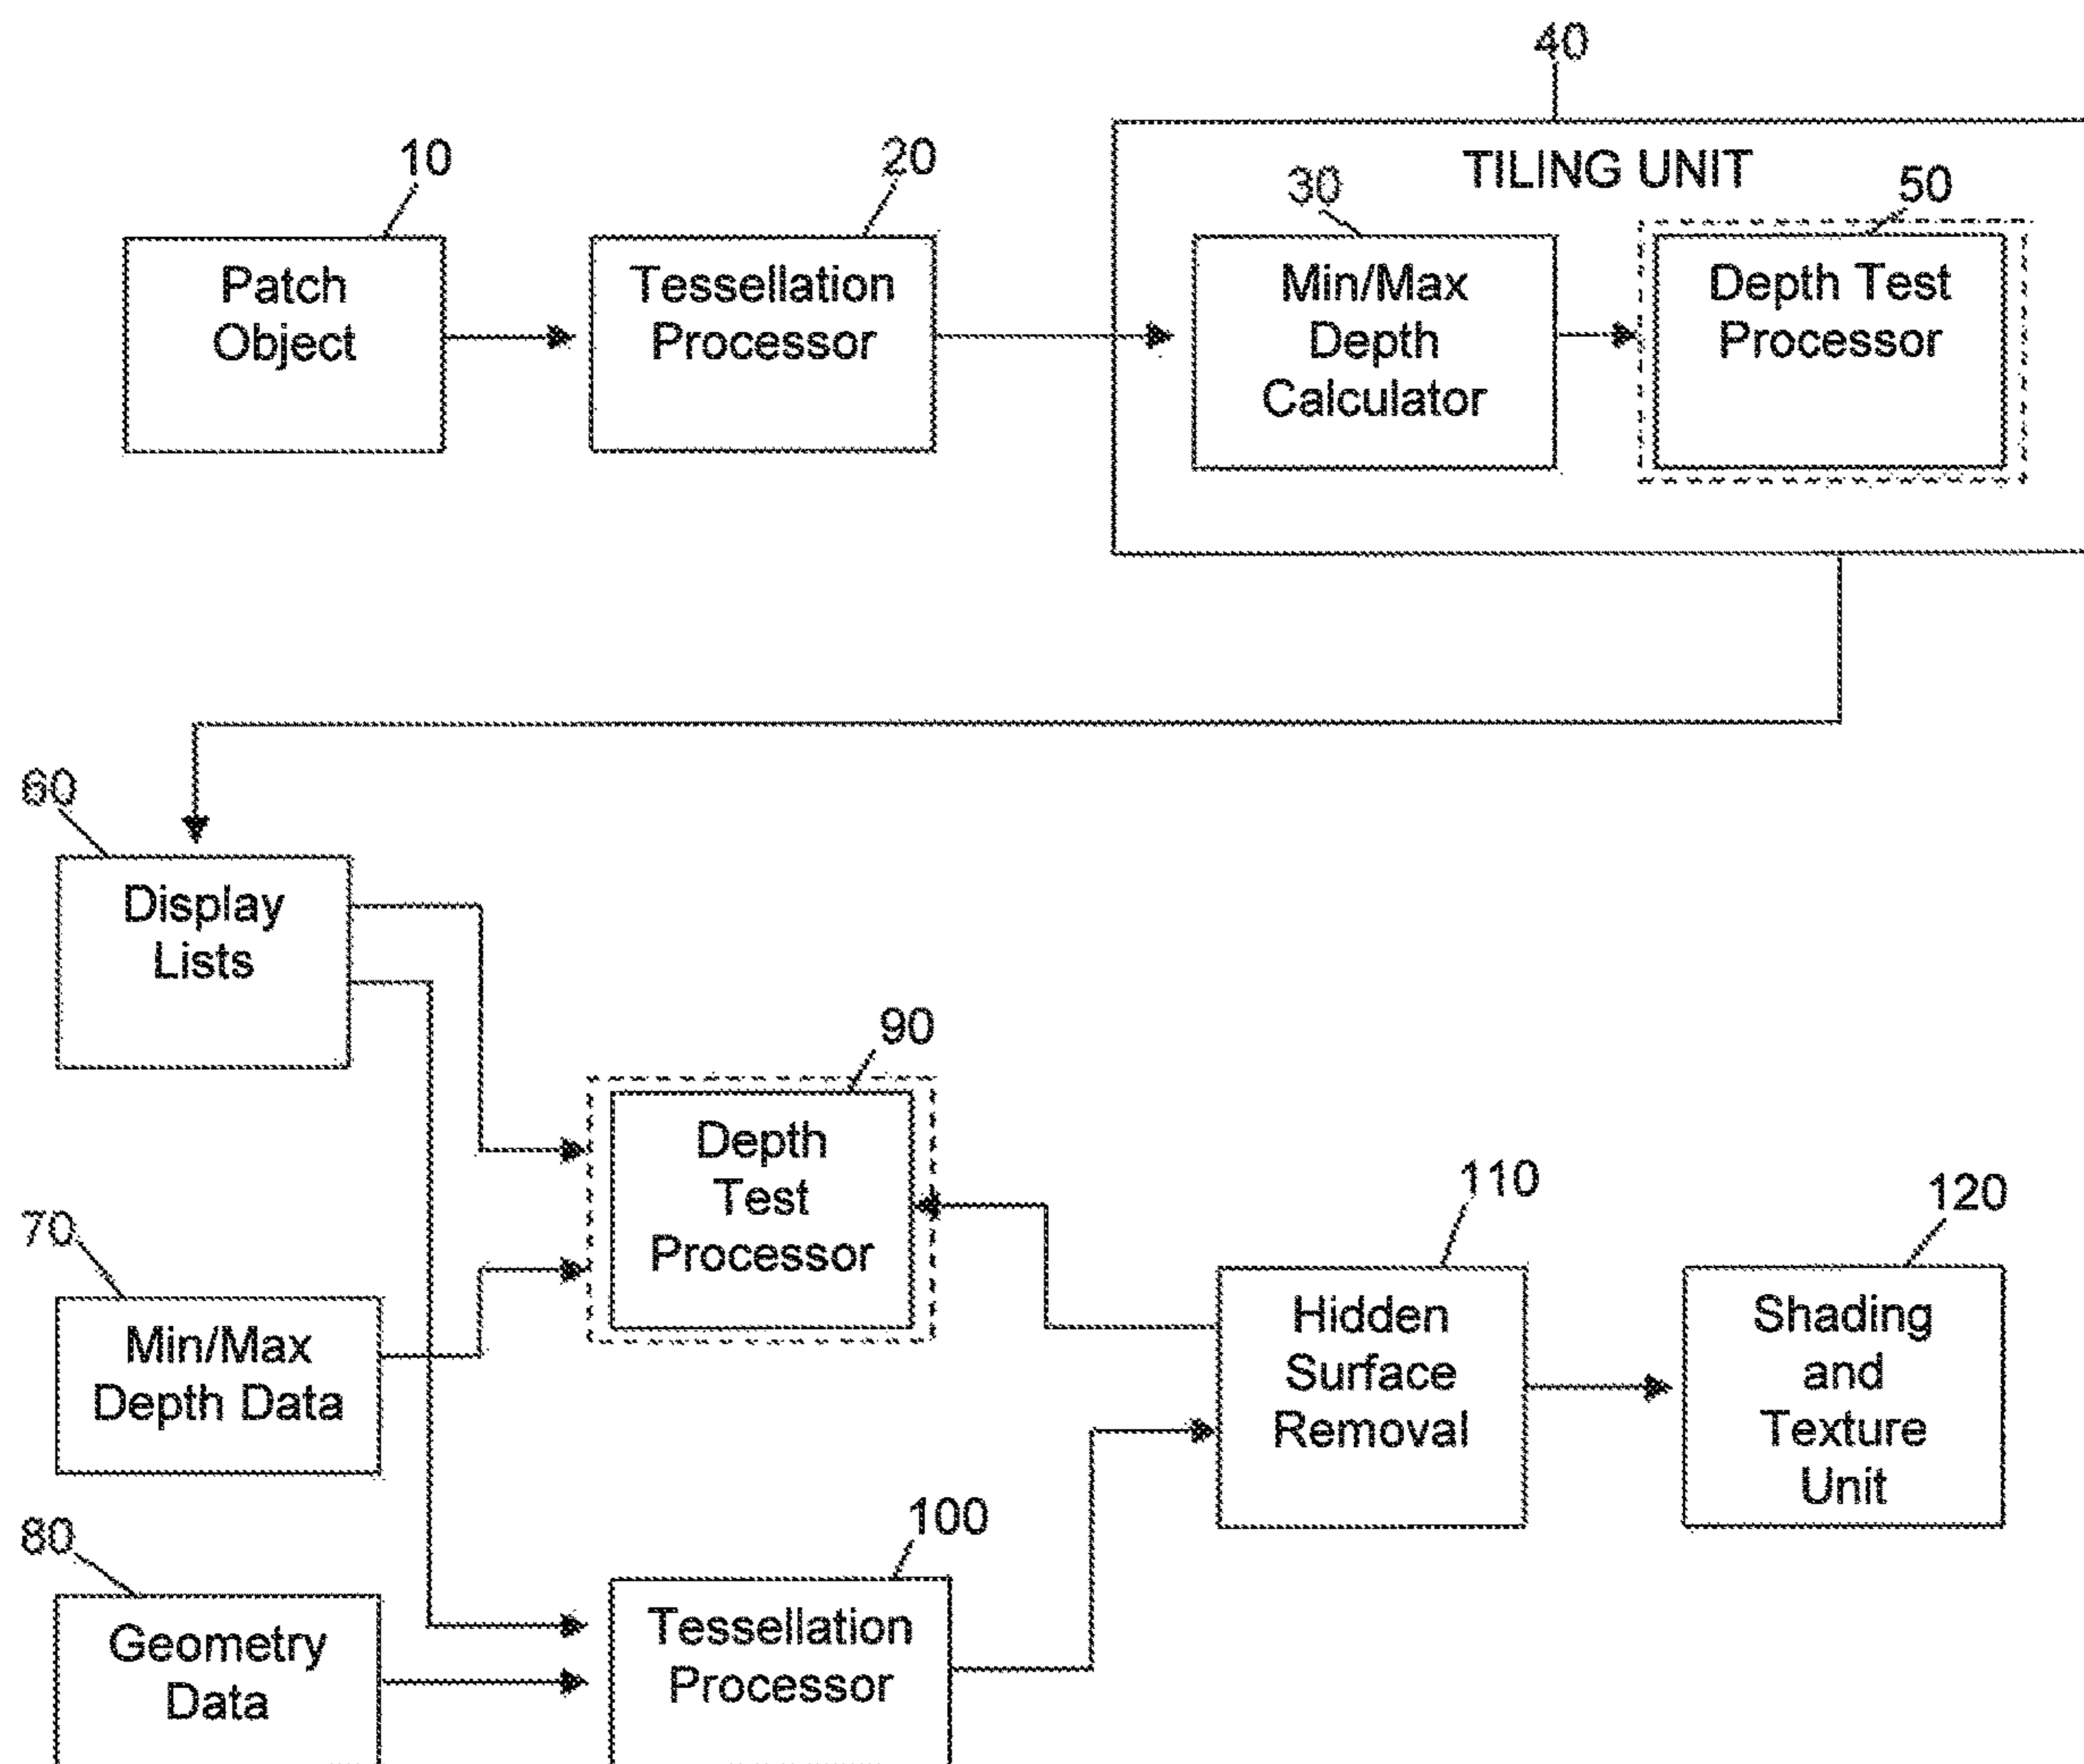 40
10
20
TILING UNIT
30
50
Patch
Object
Tessellation
Processor
Min/Max
Depth
Calculator
Depth Test
Processor
60
Display
Lists
90
Depth
Test
Processor
110
120
70
Min/Max
Depth Data
Hidden
Surface
Removal
Shading
and
Texture
Unit
80
100
Geometry
Data
Tessellation
Processor